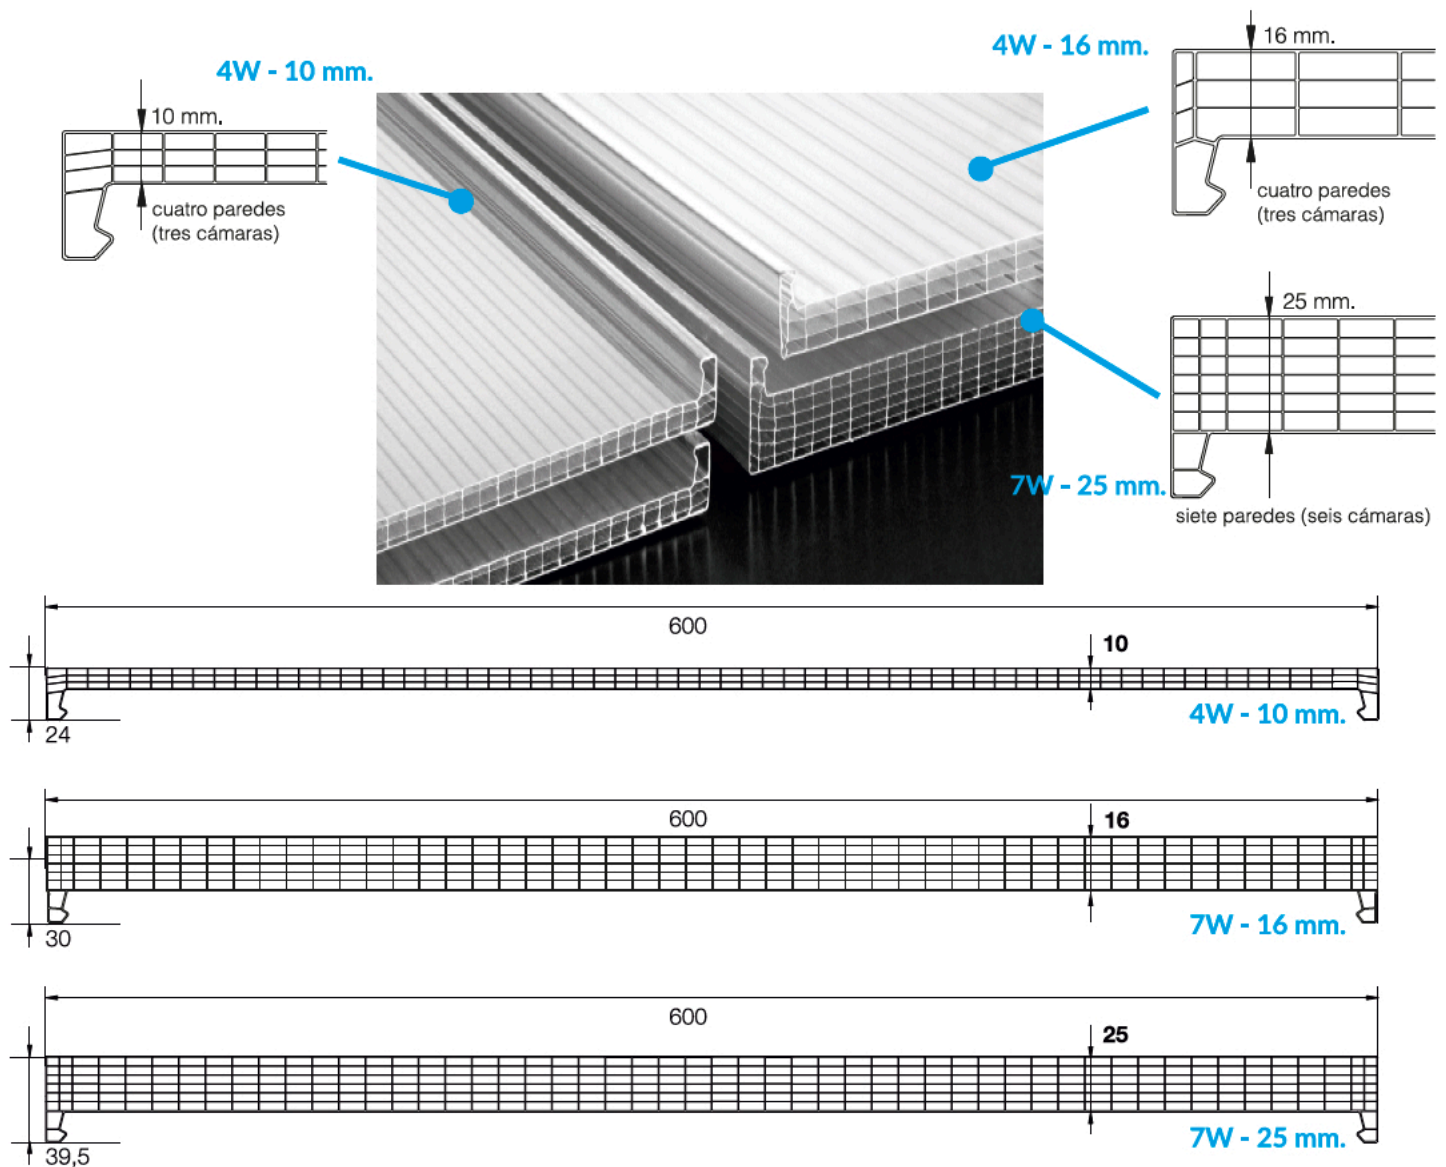 4W - 16 mm.
16 mm.
4W - 10 mm.
10 mm.
cuatro paredes
(tres cámaras)
cuatro paredes
(tres cámaras)
25 mm.
7W - 25 mm.
siete paredes (seis cámaras)
600
10
4W - 10 mm.
24
600
16
7W - 16 mm.
30
600
25
7W - 25 mm.
39,5